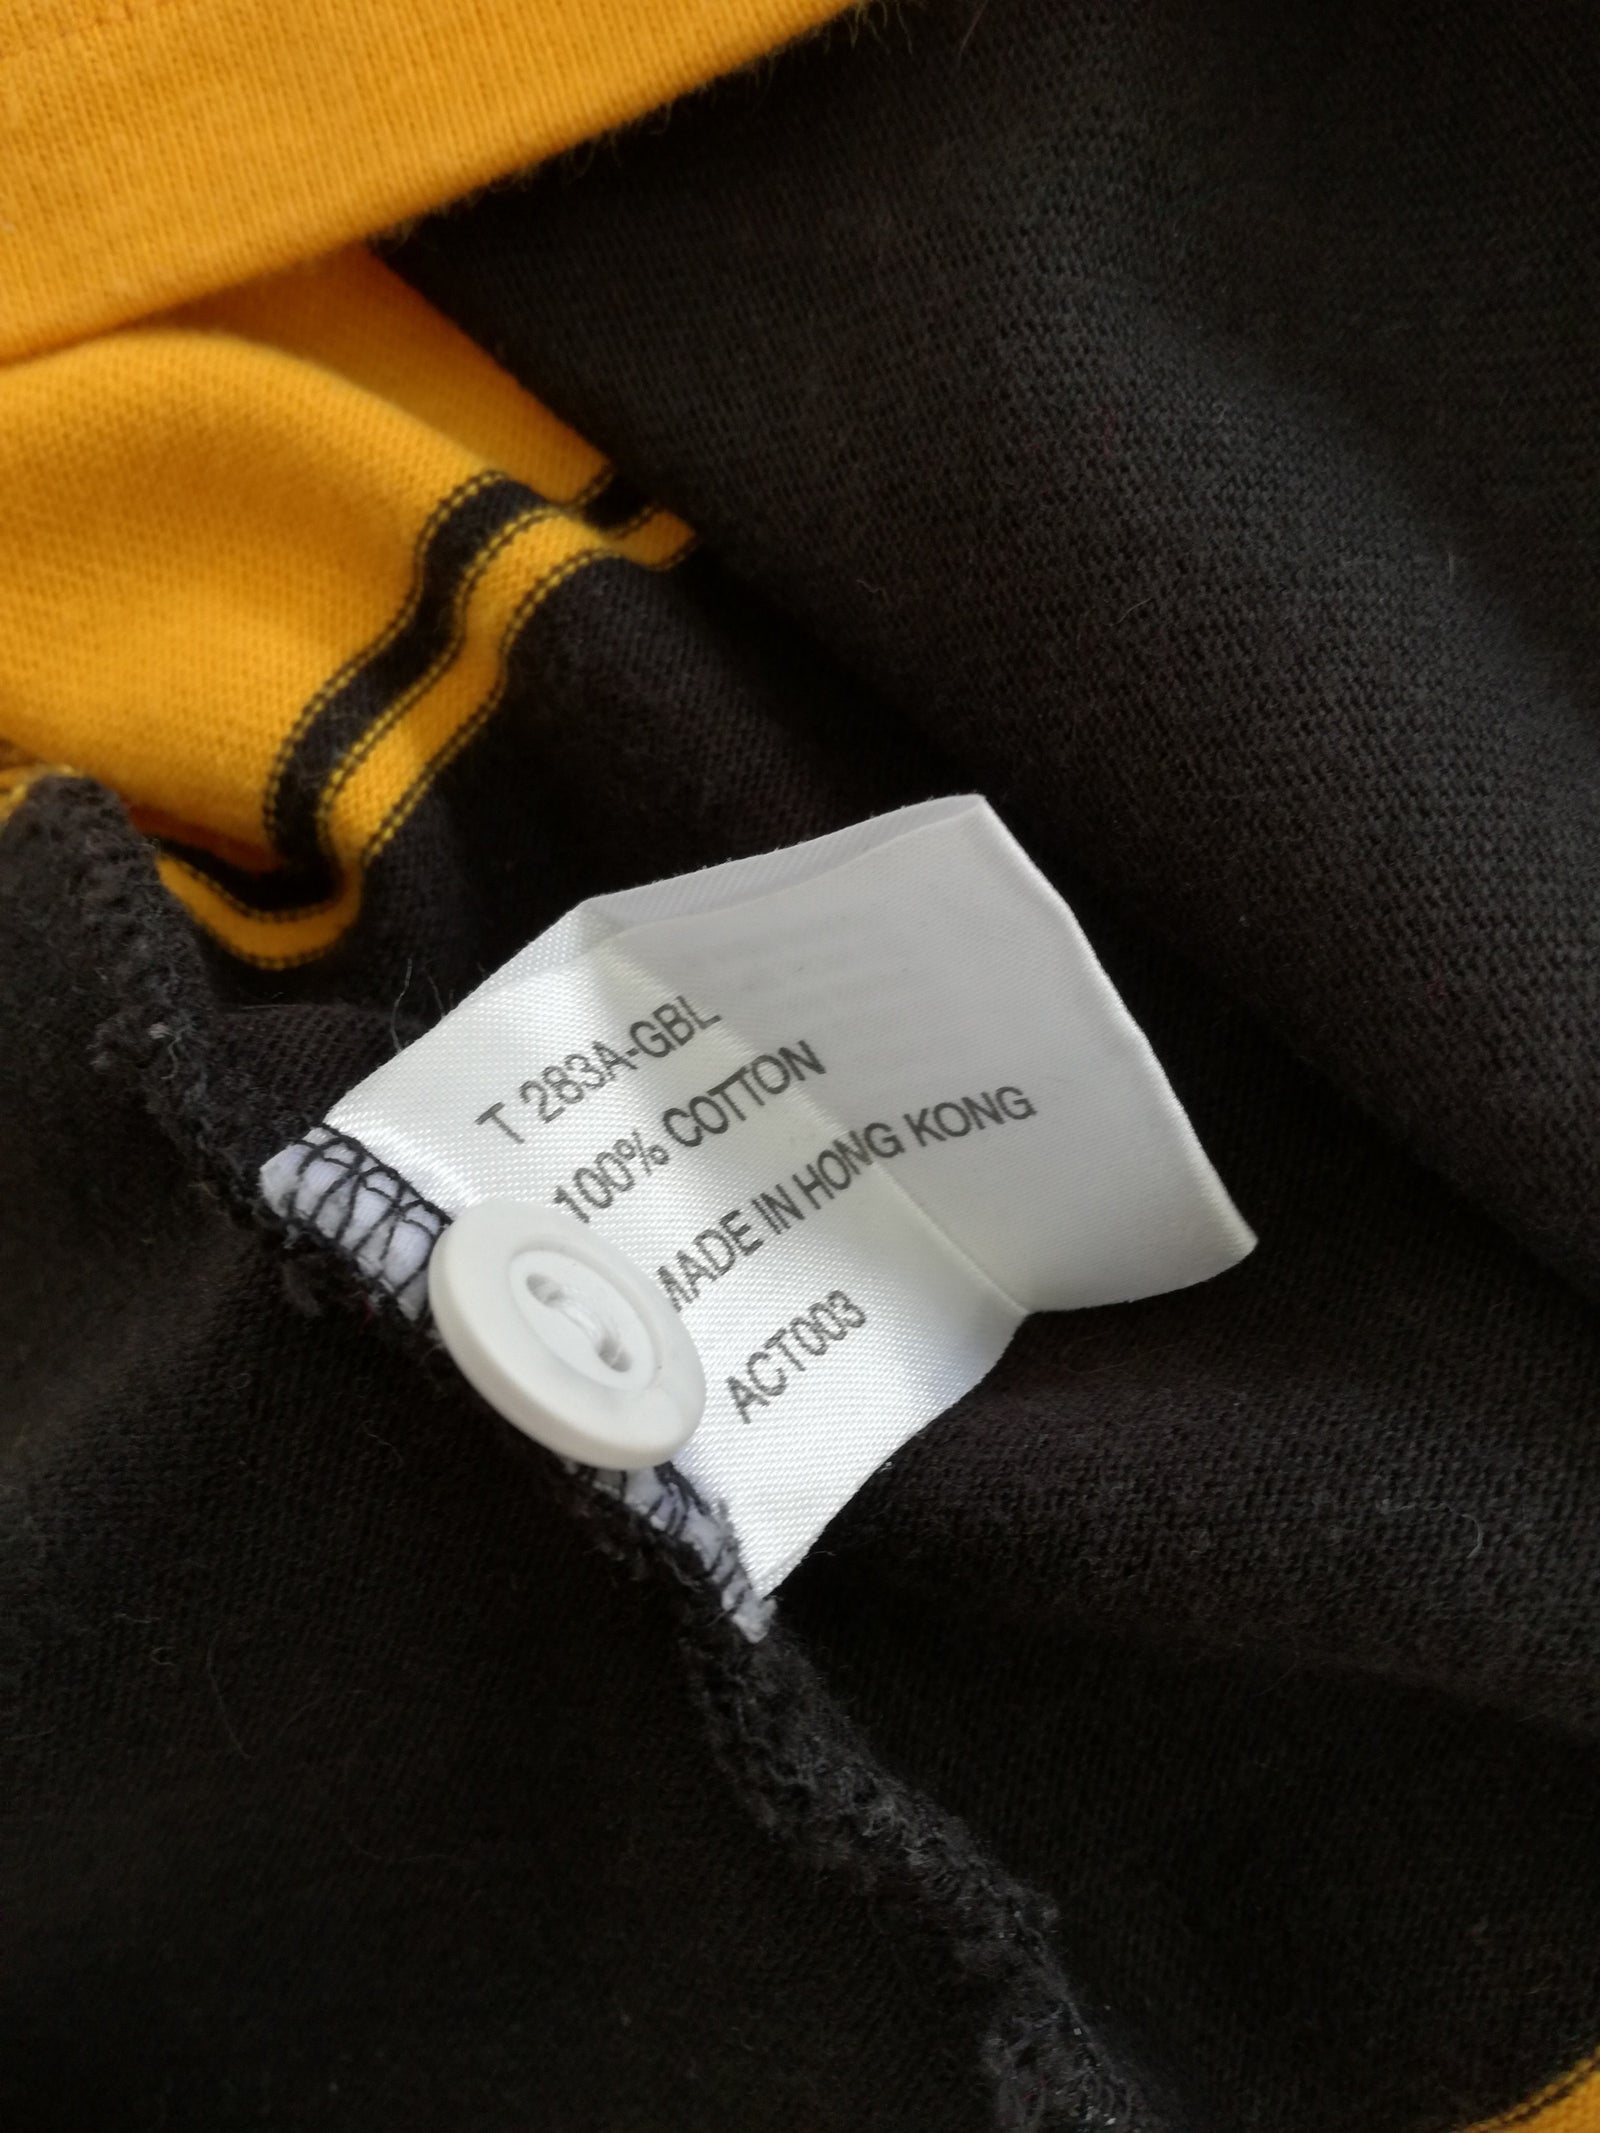 T 283A-GBL
100% COTTON
MADE IN HONG KONG
ACT003